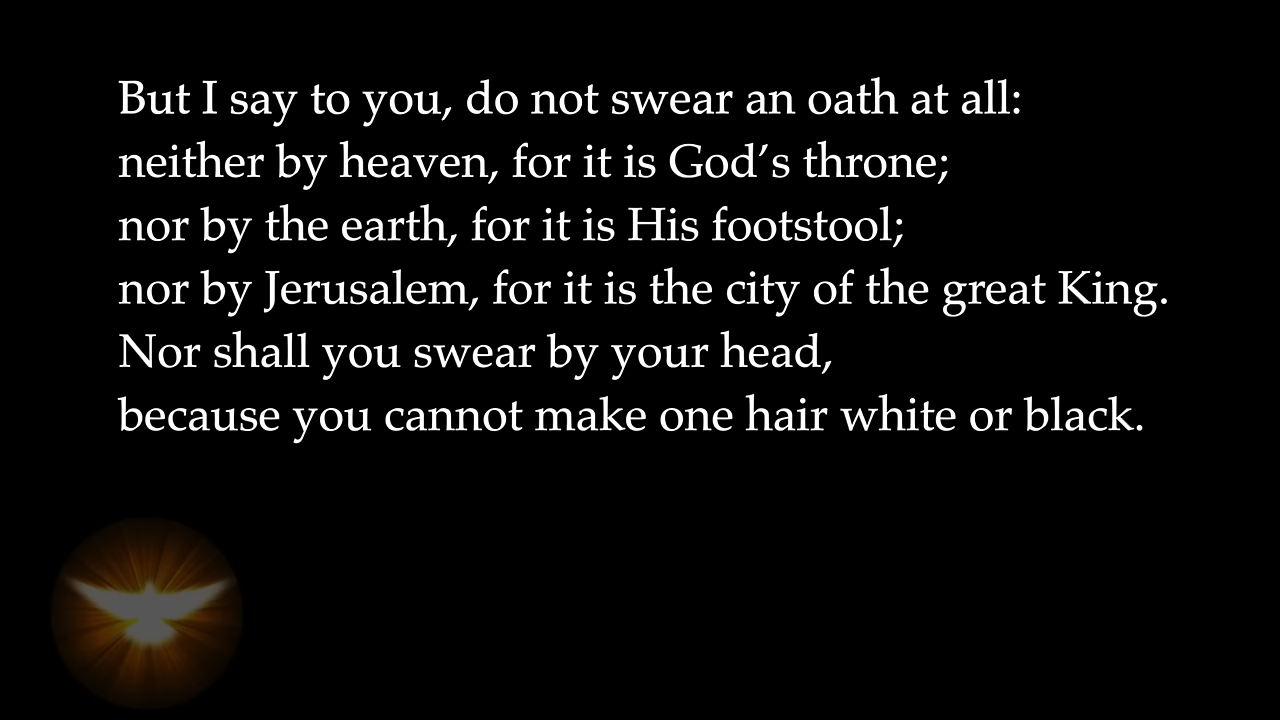 But I say to you, do not swear an oath at all:
neither by heaven, for it is God’s throne;
nor by the earth, for it is His footstool;
nor by Jerusalem, for it is the city of the great King.
Nor shall you swear by your head,
because you cannot make one hair white or black.